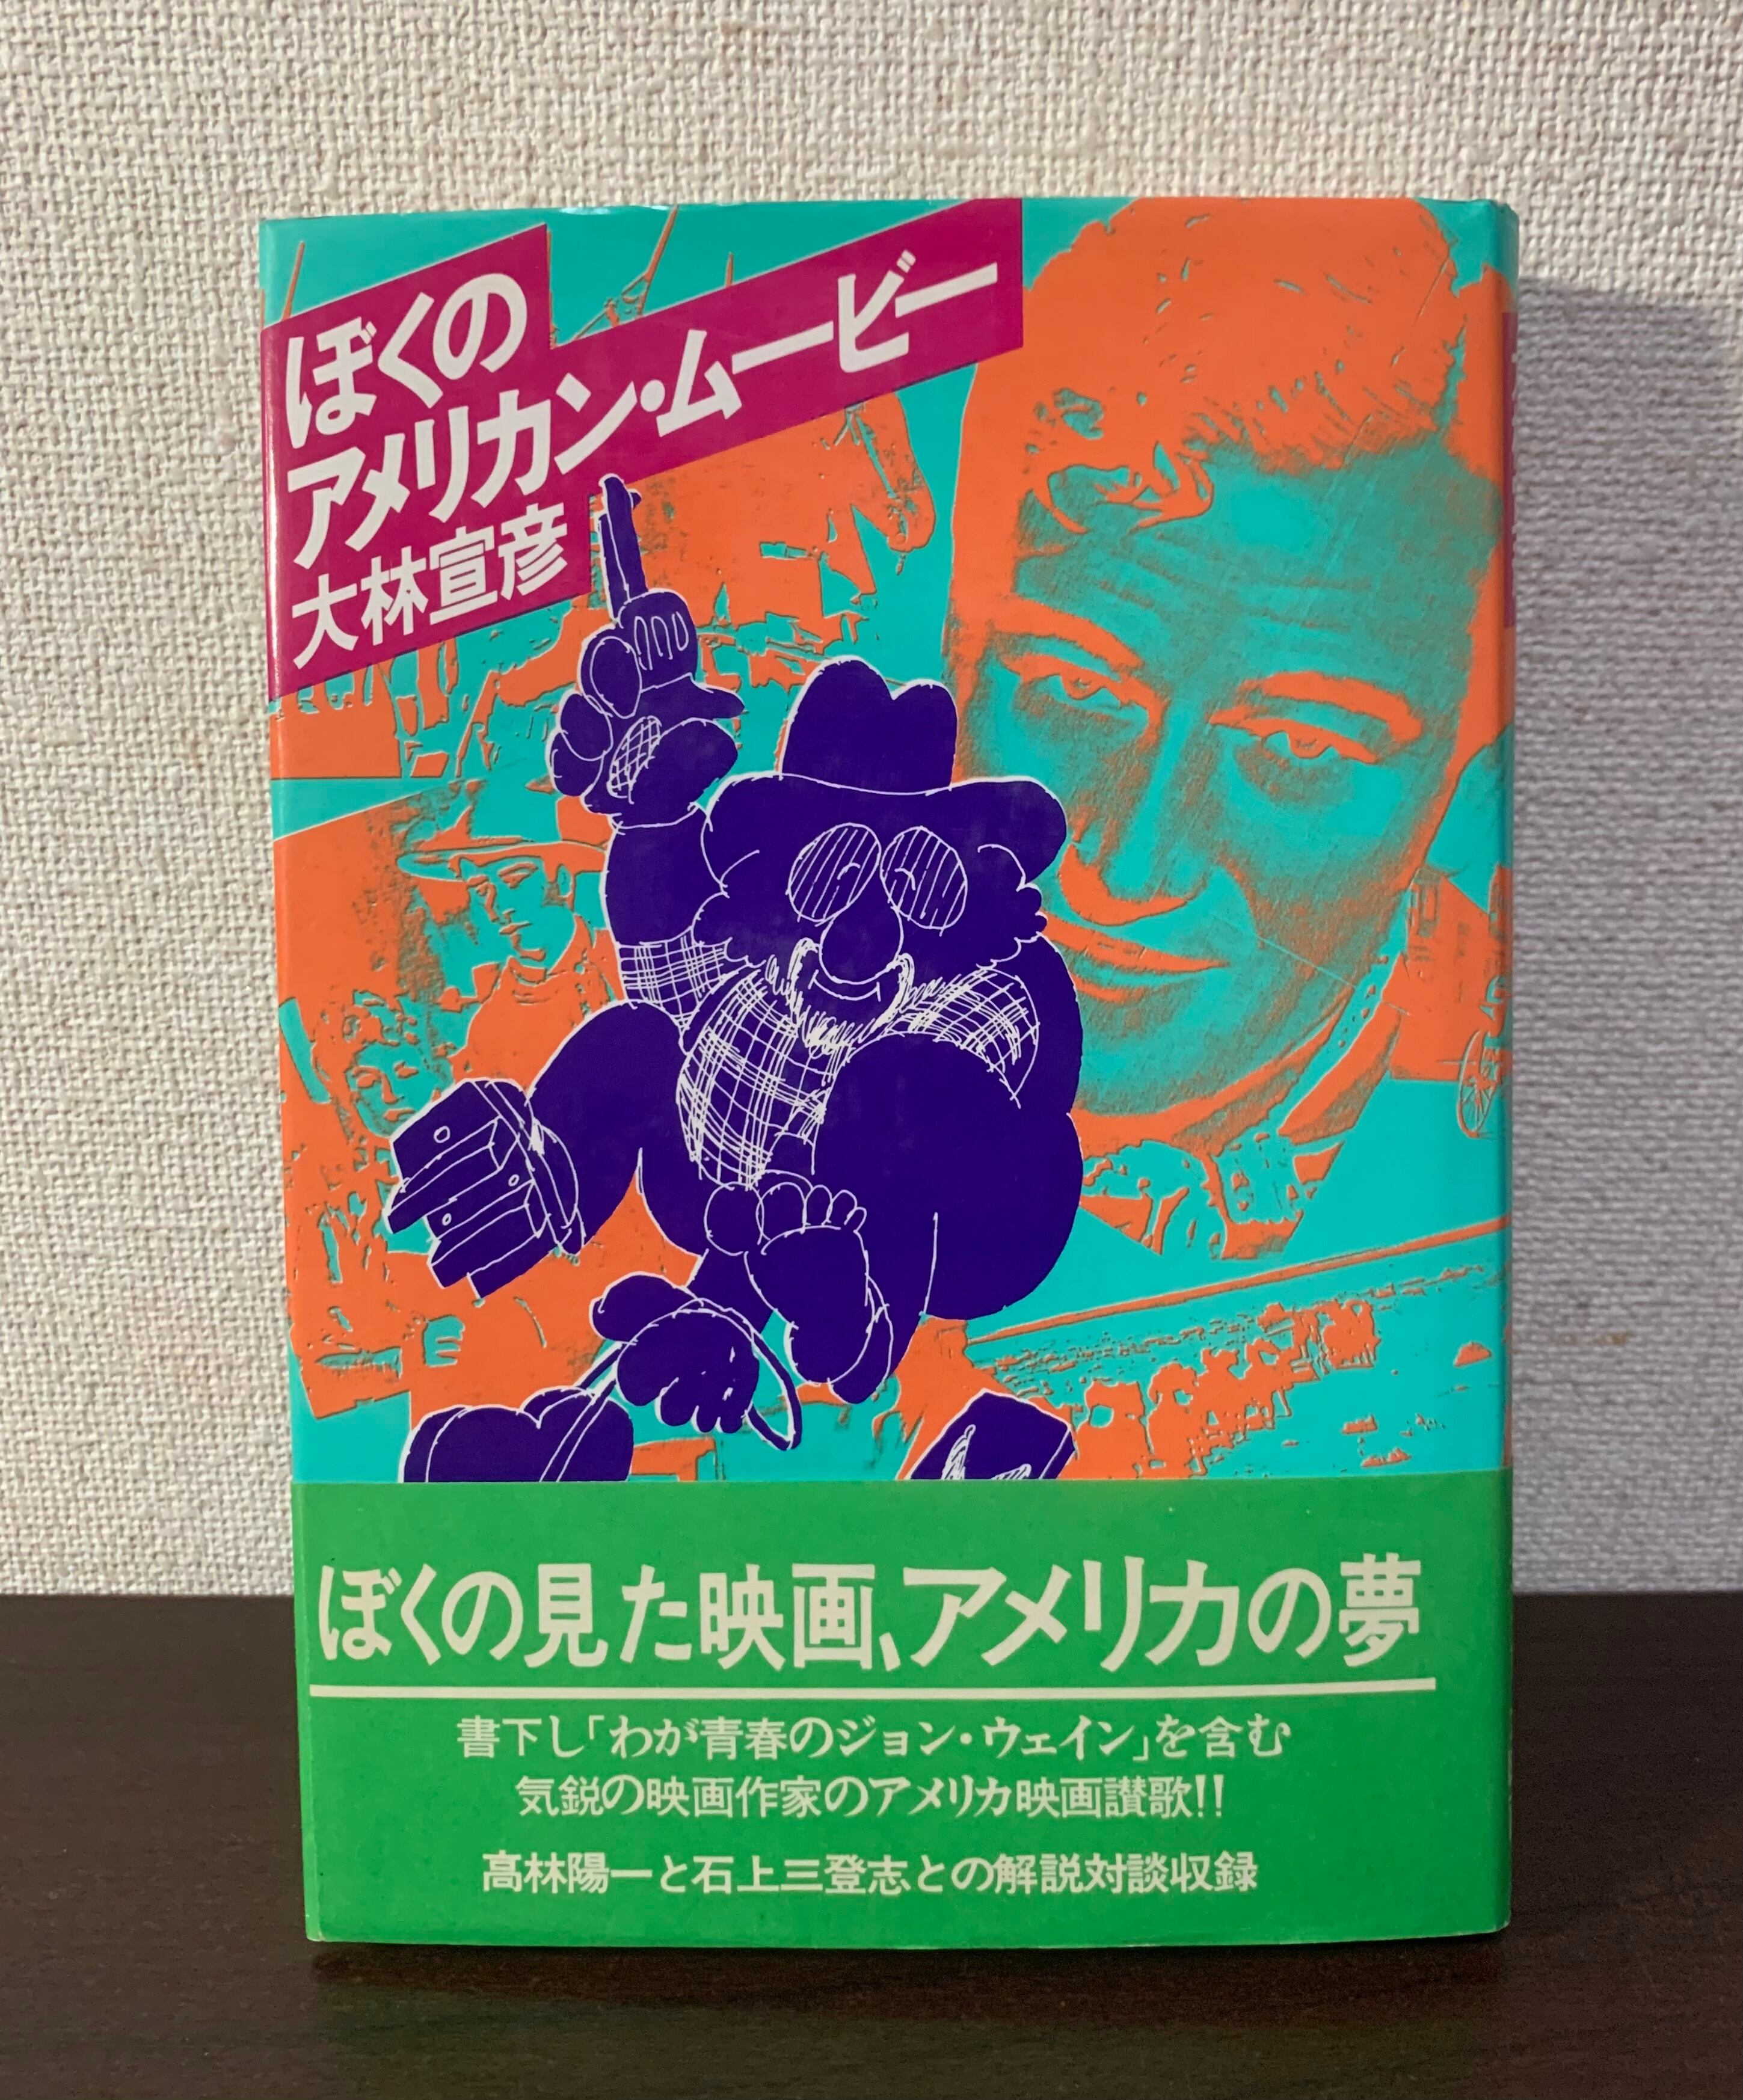 ぼくの
アメリカン・ムービー
大林宣彦
ぼくの見た映画、アメリカの夢
書下し「わが青春のジョン・ウェイン」を含む
気鋭の映画作家のアメリカ映画讃歌!!
高林陽一と石上三登志との解説対談収録